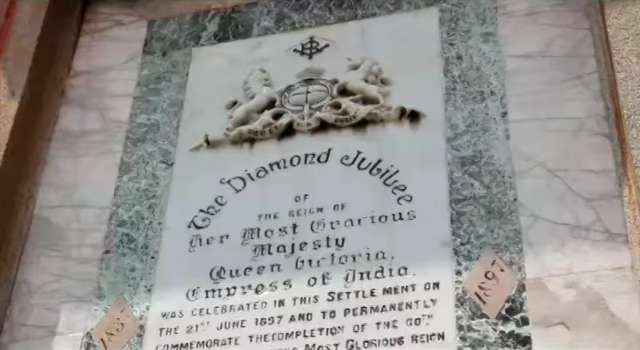 The Diamond Jubilee
OF
THE REIGN OF
Her Most Gracious
Majesty
Queen Victoria,
Empress of India,
WAS CELEBRATED IN THIS SETTLE MENT ON
THE 21ST JUNE 1897 AND TO PERMANENTLY
COMMEMORATE THECOMPLETION OF THE 60TH
MOST GLORIOUS REIGN
1897
1897